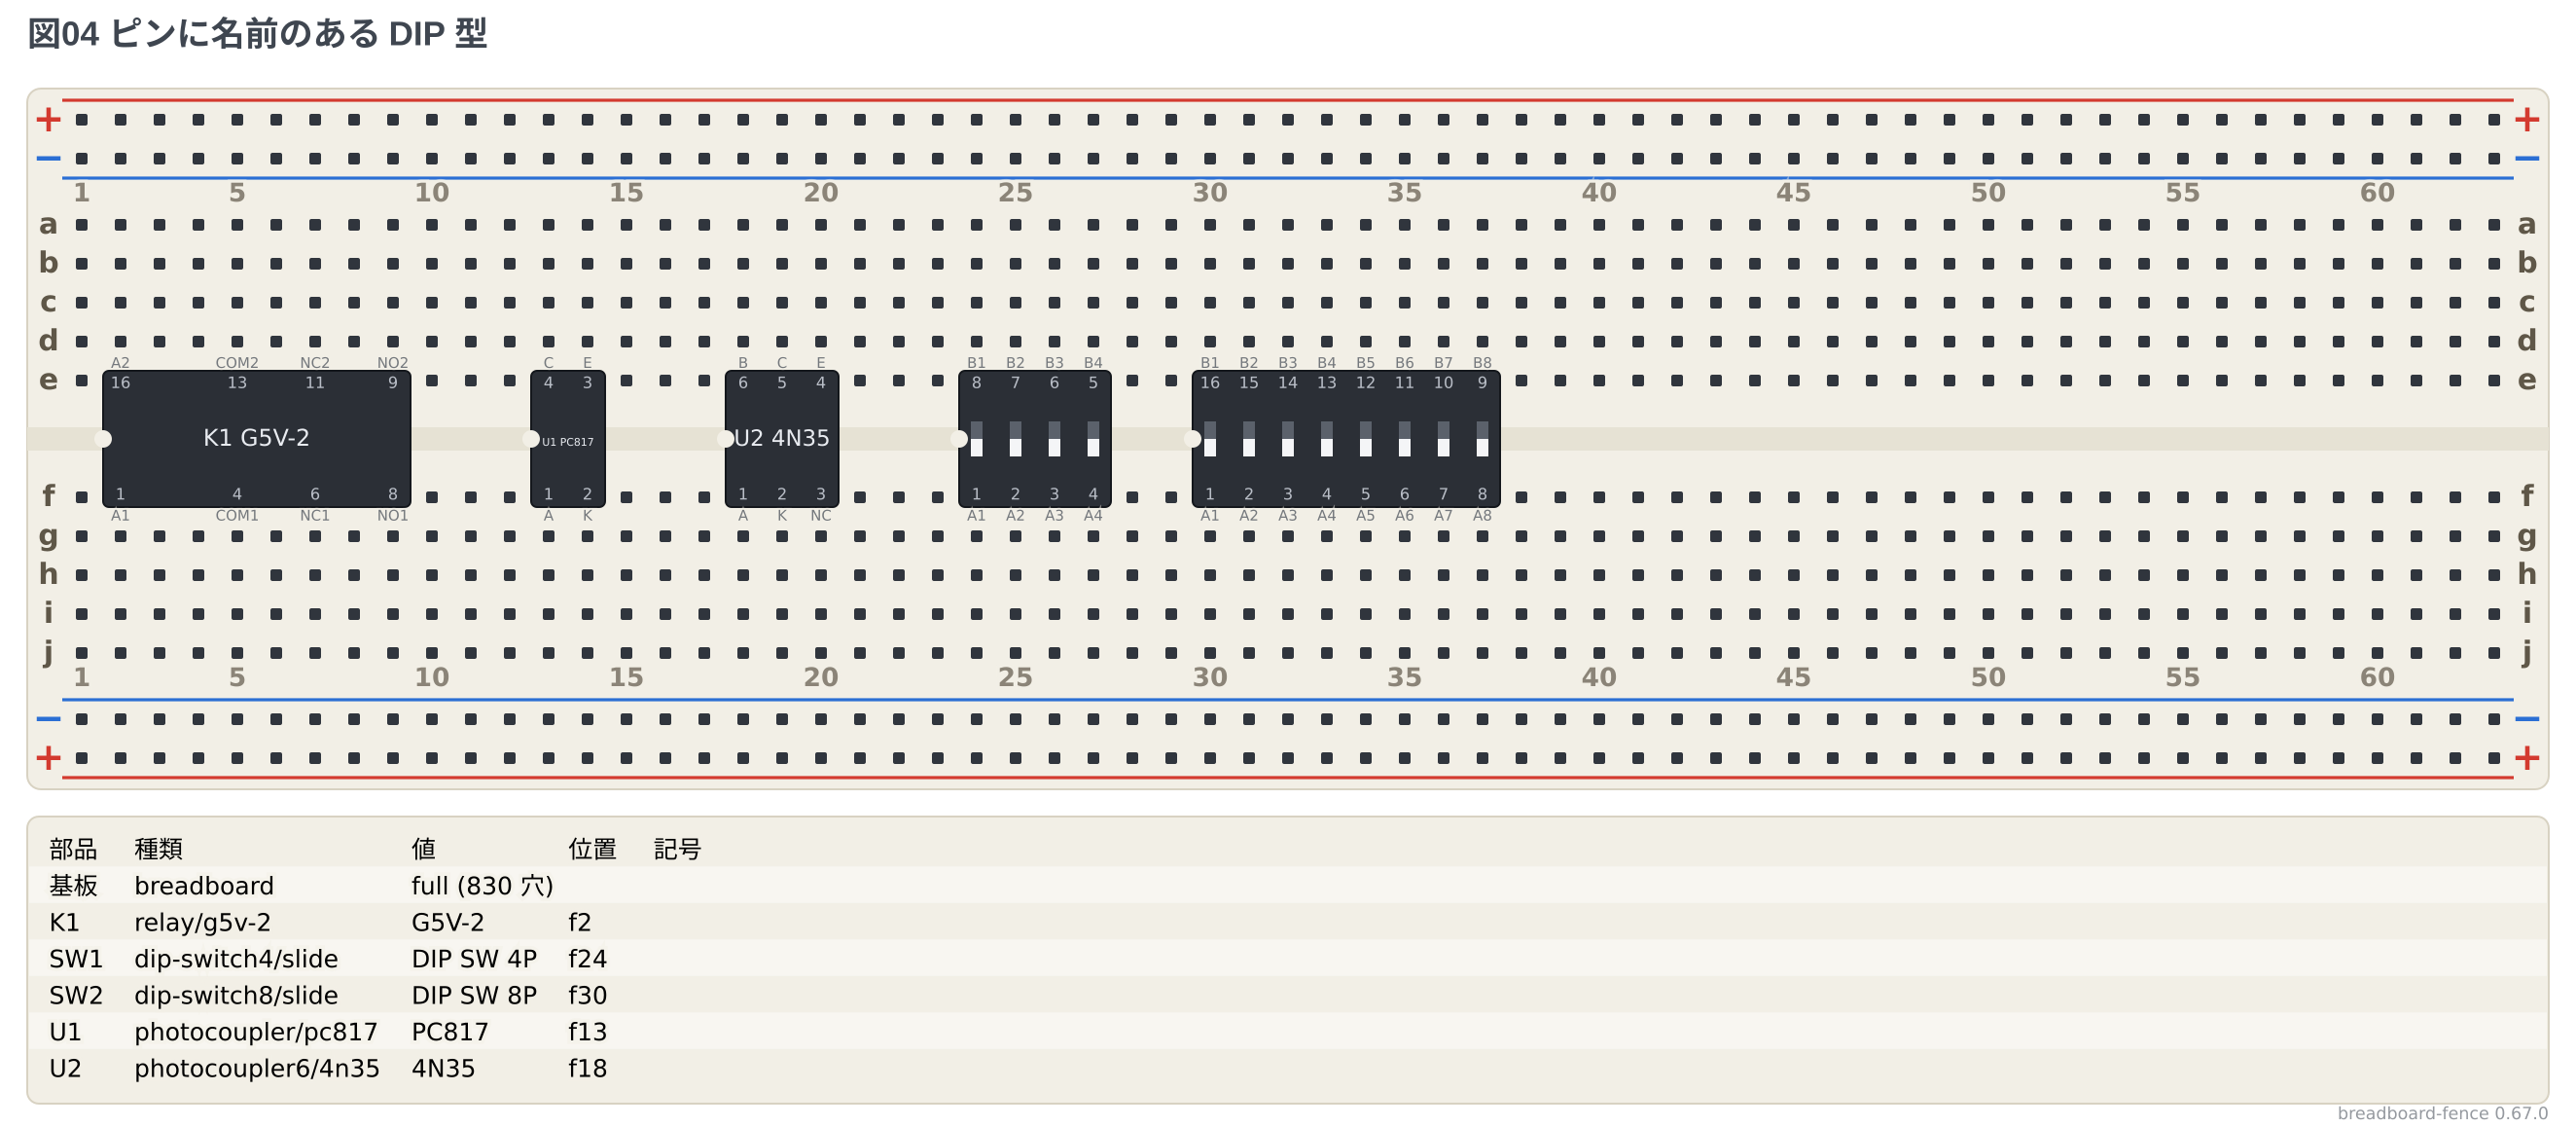 図04 ピンに名前のある DIP 型
+ +
− −
1 5 10 15 20 25 30 35 40 45 50 55 60
a a
b b
c c
d d
A2 COM2 NC2 NO2 C E B C E B1 B2 B3 B4 B1 B2 B3 B4 B5 B6 B7 B8
e 16 13 11 9 4 3 6 5 4 8 7 6 5 16 15 14 13 12 11 10 9 e
K1 G5V-2 U1 PC817 U2 4N35
f 1 4 6 8 1 2 1 2 3 1 2 3 4 1 2 3 4 5 6 7 8 f
A1 COM1 NC1 NO1 A K A K NC A1 A2 A3 A4 A1 A2 A3 A4 A5 A6 A7 A8
g g
h h
i i
j j
1 5 10 15 20 25 30 35 40 45 50 55 60
− −
+ +
部品 種類 値 位置 記号
基板 breadboard full (830 穴)
K1 relay/g5v-2 G5V-2 f2
SW1 dip-switch4/slide DIP SW 4P f24
SW2 dip-switch8/slide DIP SW 8P f30
U1 photocoupler/pc817 PC817 f13
U2 photocoupler6/4n35 4N35 f18
breadboard-fence 0.67.0